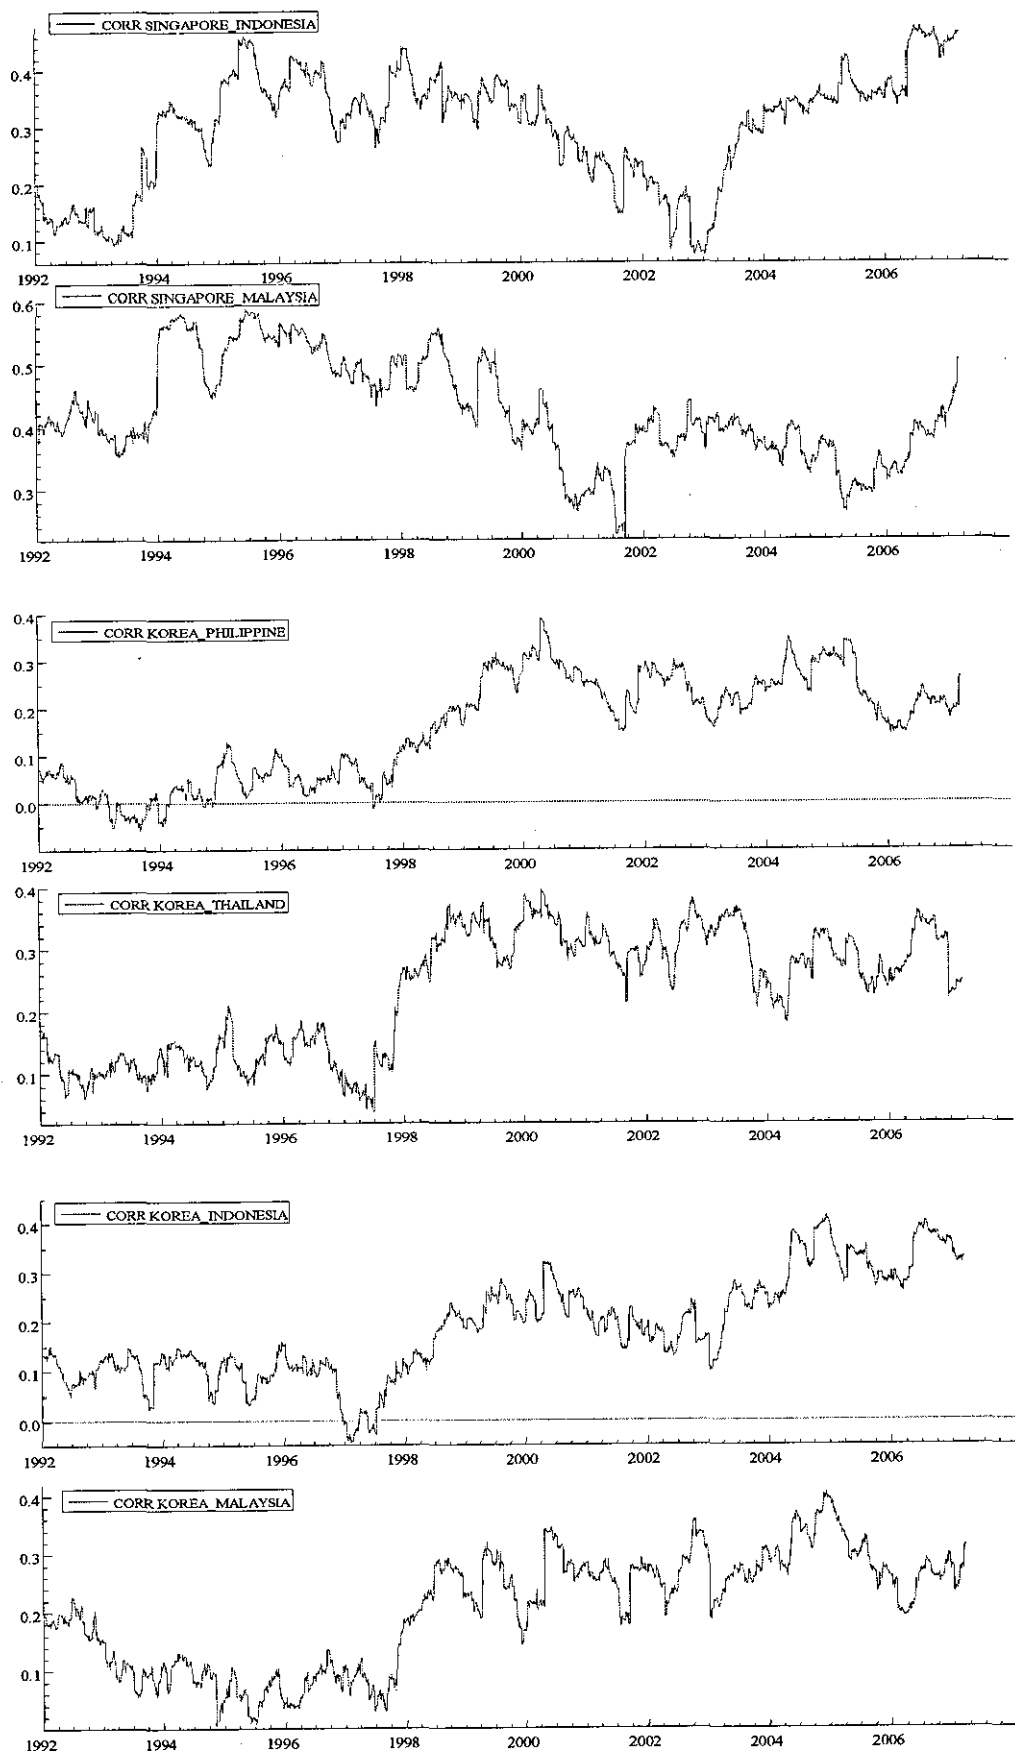 CORR SINGAPORE_INDONESIA
0.4
0.3
0.2
0.1
1992 1994 1996 1998 2000 2002 2004 2006
CORR SINGAPORE_MALAYSIA
0.6
0.5
0.4
0.3
1992 1994 1996 1998 2000 2002 2004 2006
0.4
CORR KOREA_PHILIPPINE
0.3
0.2
0.1
0.0
1992 1994 1996 1998 2000 2002 2004 2006
0.4
CORR KOREA_THAILAND
0.3
0.2
0.1
1992 1994 1996 1998 2000 2002 2004 2006
CORR KOREA_INDONESIA
0.4
0.3
0.2
0.1
0.0
1992 1994 1996 1998 2000 2002 2004 2006
CORR KOREA_MALAYSIA
0.4
0.3
0.2
0.1
1992 1994 1996 1998 2000 2002 2004 2006